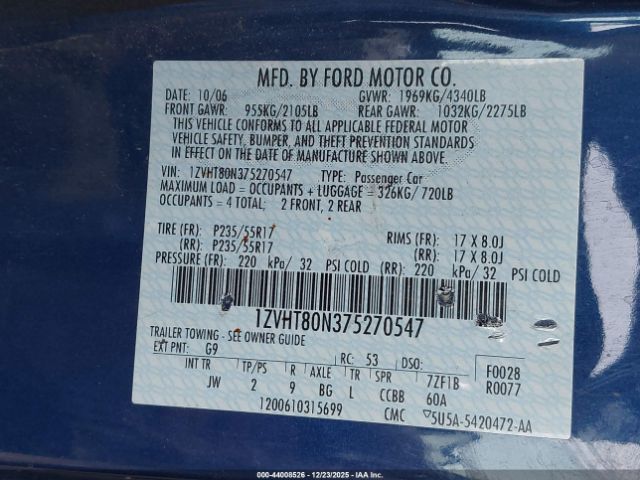 MFD. BY FORD MOTOR CO.
DATE: 10/06 GVWR: 1969KG/4340LB
FRONT GAWR: 955KG/2105LB REAR GAWR: 1032KG/2275LB
THIS VEHICLE CONFORMS TO ALL APPLICABLE FEDERAL MOTOR
VEHICLE SAFETY, BUMPER, AND THEFT PREVENTION STANDARDS
IN EFFECT ON THE DATE OF MANUFACTURE SHOWN ABOVE.
VIN: 1ZVHT80N375270547 TYPE: Passenger Car
MAXIMUM LOAD = OCCUPANTS + LUGGAGE = 326KG/ 720LB
OCCUPANTS = 4 TOTAL; 2 FRONT, 2 REAR
TIRE (FR): P235/55R17 RIMS (FR): 17 X 8.0J
(RR): P235/55R17 (RR): 17 X 8.0J
PRESSURE (FR): 220 kPa/ 32 PSI COLD (RR): 220 kPa/ 32 PSI COLD
1ZVHT80N375270547
TRAILER TOWING - SEE OWNER GUIDE
EXT PNT: G9 RC: 53 DSO: F0028
INT TR TP/PS R AXLE TR SPR 7ZF1B R0077
JW 2 9 BG L CCBB 60A
1200610315699 CMC ▽5U5A-5420472-AA
000-44008526 - 12/23/2025 - IAAI.com